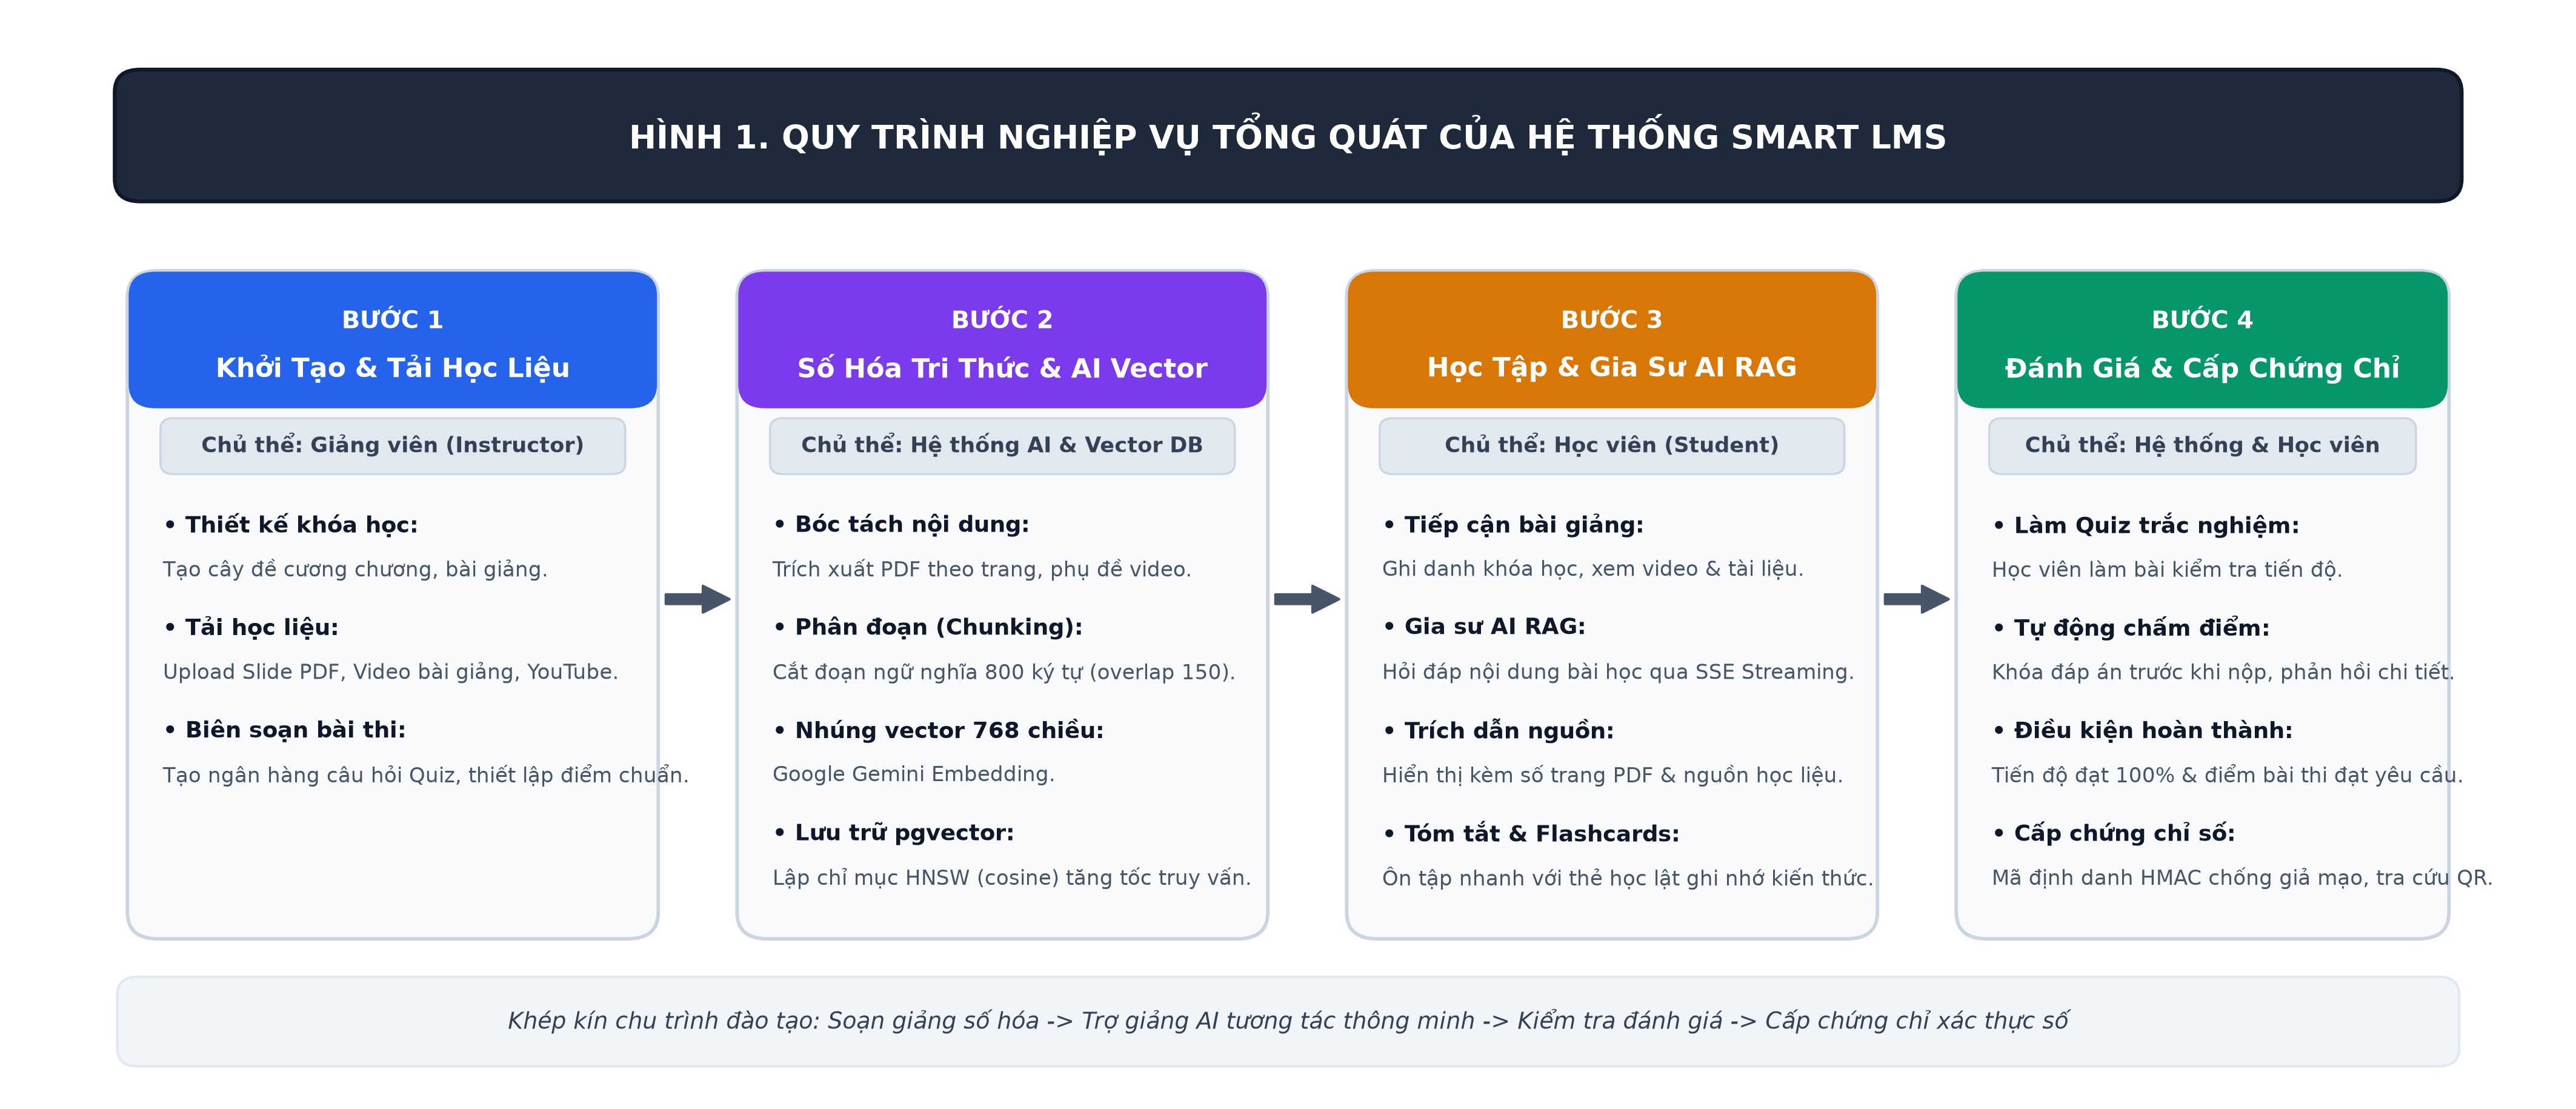 HÌNH 1. QUY TRÌNH NGHIỆP VỤ TỔNG QUÁT CỦA HỆ THỐNG SMART LMS
BƯỚC 1
Khởi Tạo & Tải Học Liệu
Chủ thể: Giảng viên (Instructor)
• Thiết kế khóa học:
Tạo cây đề cương chương, bài giảng.
• Tải học liệu:
Upload Slide PDF, Video bài giảng, YouTube.
• Biên soạn bài thi:
Tạo ngân hàng câu hỏi Quiz, thiết lập điểm chuẩn.
BƯỚC 2
Số Hóa Tri Thức & AI Vector
Chủ thể: Hệ thống AI & Vector DB
• Bóc tách nội dung:
Trích xuất PDF theo trang, phụ đề video.
• Phân đoạn (Chunking):
Cắt đoạn ngữ nghĩa 800 ký tự (overlap 150).
• Nhúng vector 768 chiều:
Google Gemini Embedding.
• Lưu trữ pgvector:
Lập chỉ mục HNSW (cosine) tăng tốc truy vấn.
BƯỚC 3
Học Tập & Gia Sư AI RAG
Chủ thể: Học viên (Student)
• Tiếp cận bài giảng:
Ghi danh khóa học, xem video & tài liệu.
• Gia sư AI RAG:
Hỏi đáp nội dung bài học qua SSE Streaming.
• Trích dẫn nguồn:
Hiển thị kèm số trang PDF & nguồn học liệu.
• Tóm tắt & Flashcards:
Ôn tập nhanh với thẻ học lật ghi nhớ kiến thức.
BƯỚC 4
Đánh Giá & Cấp Chứng Chỉ
Chủ thể: Hệ thống & Học viên
• Làm Quiz trắc nghiệm:
Học viên làm bài kiểm tra tiến độ.
• Tự động chấm điểm:
Khóa đáp án trước khi nộp, phản hồi chi tiết.
• Điều kiện hoàn thành:
Tiến độ đạt 100% & điểm bài thi đạt yêu cầu.
• Cấp chứng chỉ số:
Mã định danh HMAC chống giả mạo, tra cứu QR.
Khép kín chu trình đào tạo: Soạn giảng số hóa -> Trợ giảng AI tương tác thông minh -> Kiểm tra đánh giá -> Cấp chứng chỉ xác thực số